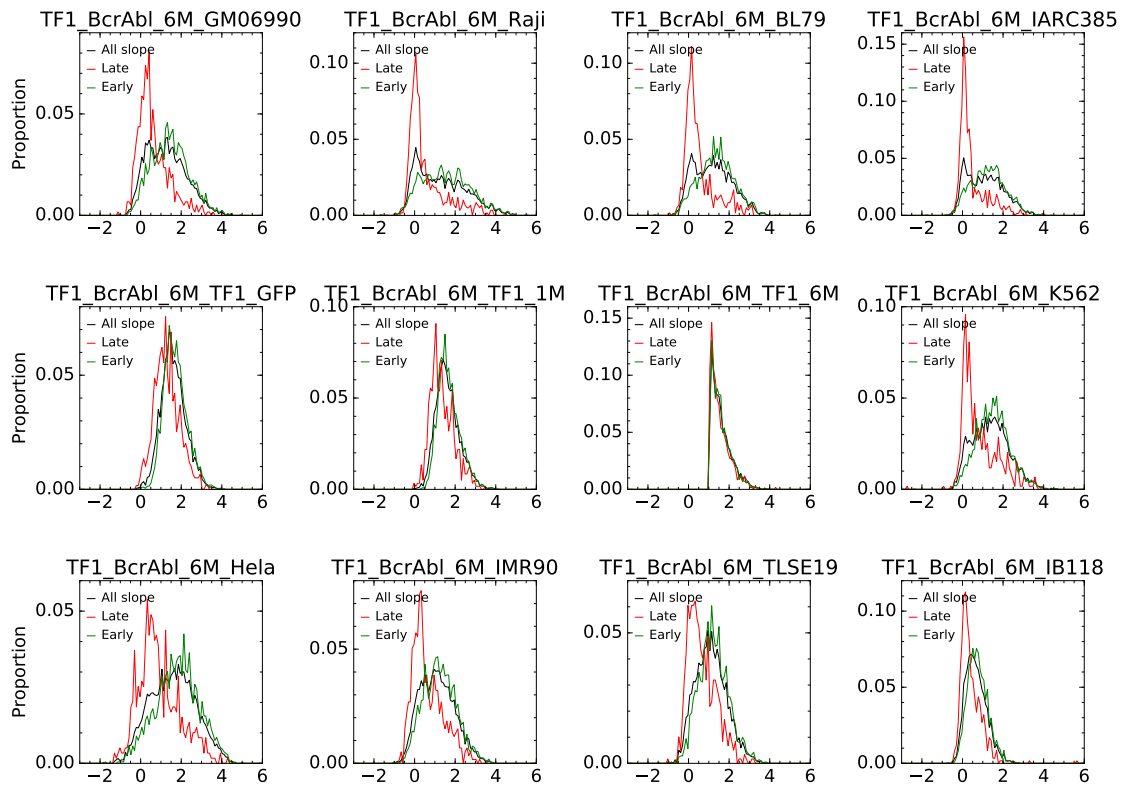 TF1_BcrAbl_6M_GM06990 TF1_BcrAbl_6M_Raji TF1_BcrAbl_6M_BL79 TF1_BcrAbl_6M_IARC385
Proportion
0.05
0.00
All slope
Late
Early
−2 0 2 4 6
0.10
0.05
0.00
All slope
Late
Early
−2 0 2 4 6
0.10
0.05
0.00
All slope
Late
Early
−2 0 2 4 6
0.15
0.10
0.05
0.00
All slope
Late
Early
−2 0 2 4 6
TF1_BcrAbl_6M_TF1_GFP TF1_BcrAbl_6M_TF1_1M TF1_BcrAbl_6M_TF1_6M TF1_BcrAbl_6M_K562
Proportion
0.05
0.00
All slope
Late
Early
−2 0 2 4 6
0.10
0.05
0.00
All slope
Late
Early
−2 0 2 4 6
0.15
0.10
0.05
0.00
All slope
Late
Early
−2 0 2 4 6
0.10
0.05
0.00
All slope
Late
Early
−2 0 2 4 6
TF1_BcrAbl_6M_Hela TF1_BcrAbl_6M_IMR90 TF1_BcrAbl_6M_TLSE19 TF1_BcrAbl_6M_IB118
Proportion
0.05
0.00
All slope
Late
Early
−2 0 2 4 6
0.05
0.00
All slope
Late
Early
−2 0 2 4 6
0.05
0.00
All slope
Late
Early
−2 0 2 4 6
0.10
0.05
0.00
All slope
Late
Early
−2 0 2 4 6